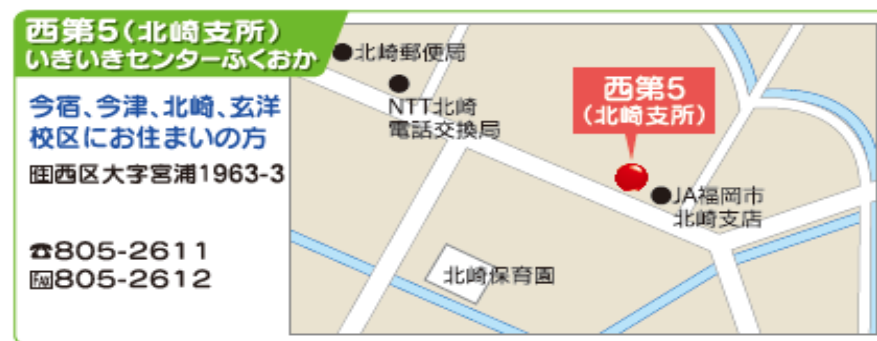 西第5(北崎支所)
いきいきセンターふくおか
今宿、今津、北崎、玄洋
校区にお住まいの方
住西区大字宮浦1963-3
☎805-2611
FAX805-2612
北崎郵便局
NTT北崎
電話交換局
西第5
(北崎支所)
JA福岡市
北崎支店
北崎保育園